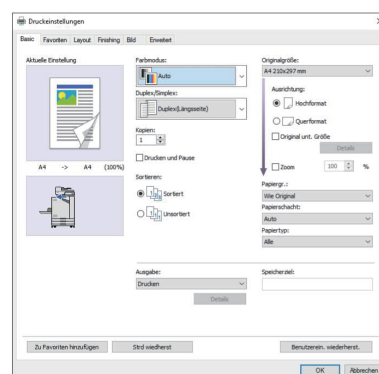 Druckeinstellungen
Basic Favoriten Layout Finishing Bild Erweitert
Aktuelle Einstellung
A4 -> A4 (100%)
Farbmodus:
Auto
Duplex/Simplex:
Duplex(Längsseite)
Kopien:
1
Drucken und Pause
Sortieren:
Sortiert
Unsortiert
Originalgröße:
A4 210x297 mm
Ausrichtung:
Hochformat
Querformat
Original unt. Größe
Details
Zoom 100 %
Papiergr.:
Wie Original
Papierschacht:
Auto
Papiertyp:
Alle
Ausgabe:
Drucken
Details
Speicherziel:
Zu Favoriten hinzufügen Strd wiedherst Benutzerein. wiederherst.
OK Abbrechen